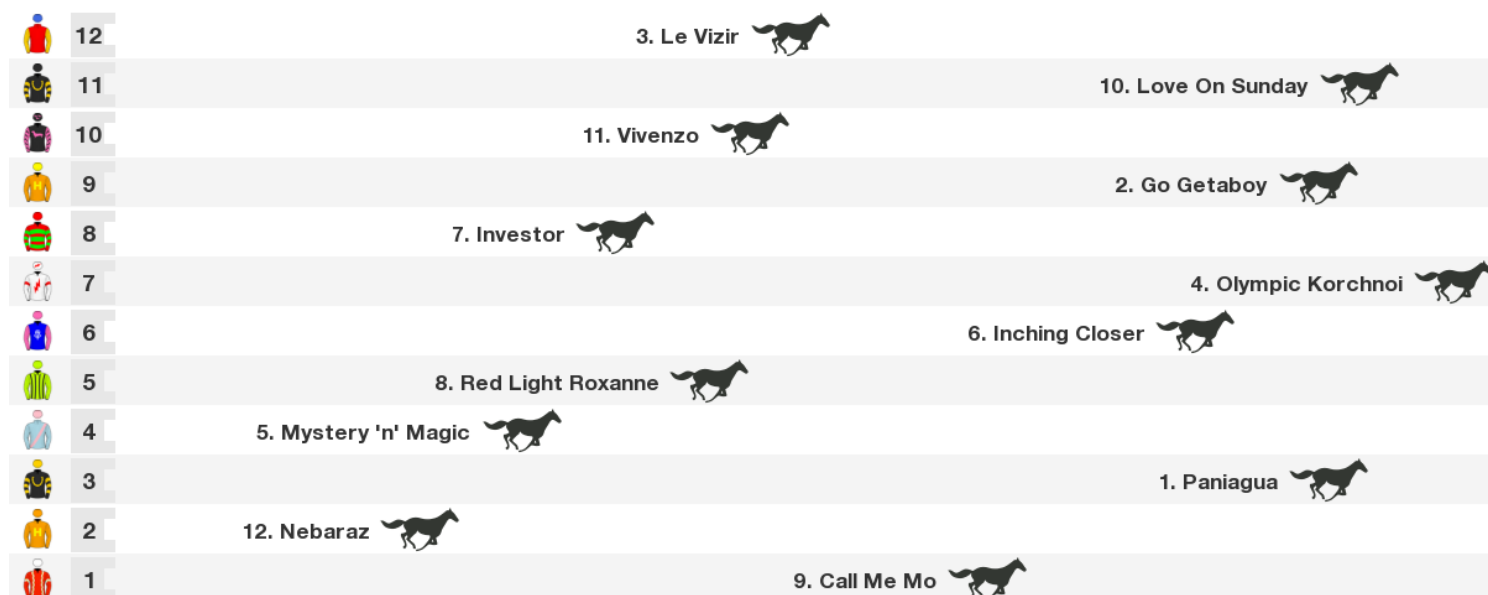 12 3. Le Vizir
11 10. Love On Sunday
10 11. Vivenzo
9 2. Go Getaboy
8 7. Investor
7 4. Olympic Korchnoi
6 6. Inching Closer
5 8. Red Light Roxanne
4 5. Mystery 'n' Magic
3 1. Paniagua
2 12. Nebaraz
1 9. Call Me Mo